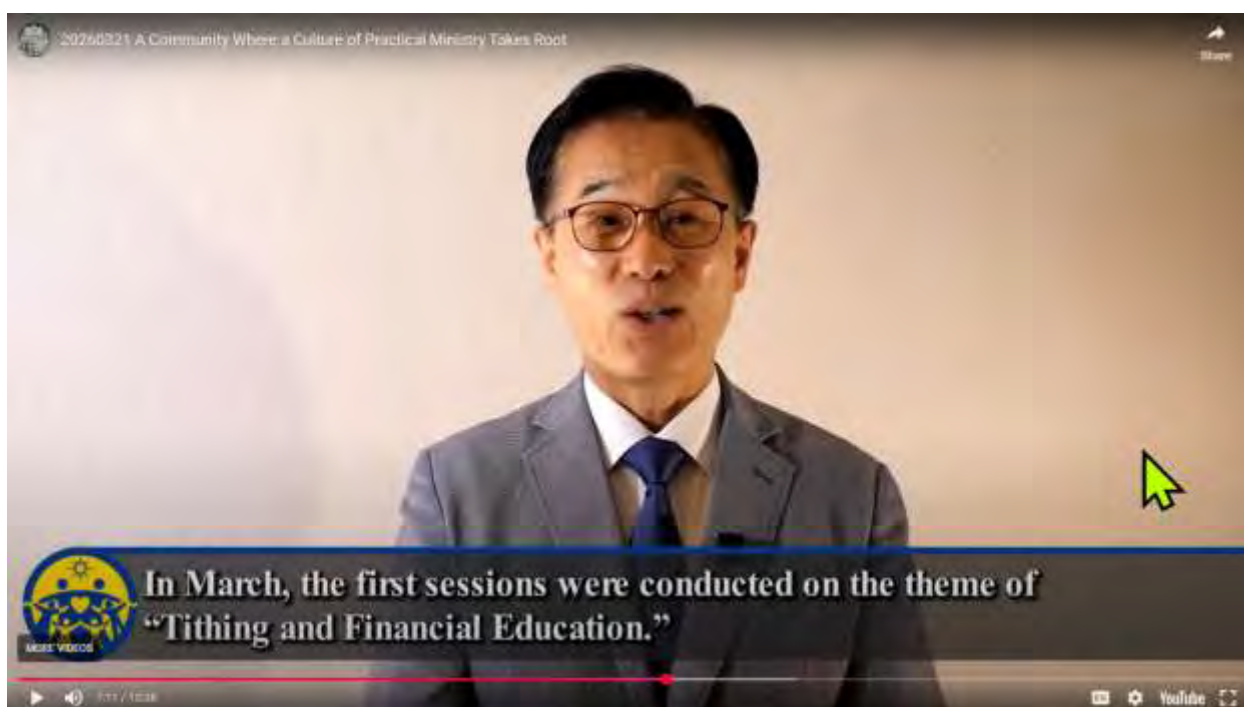 20260321 A Community Where a Culture of Practical Ministry Takes Root
Share
In March, the first sessions were conducted on the theme of
“Tithing and Financial Education.”
MORE VIDEOS
YouTube